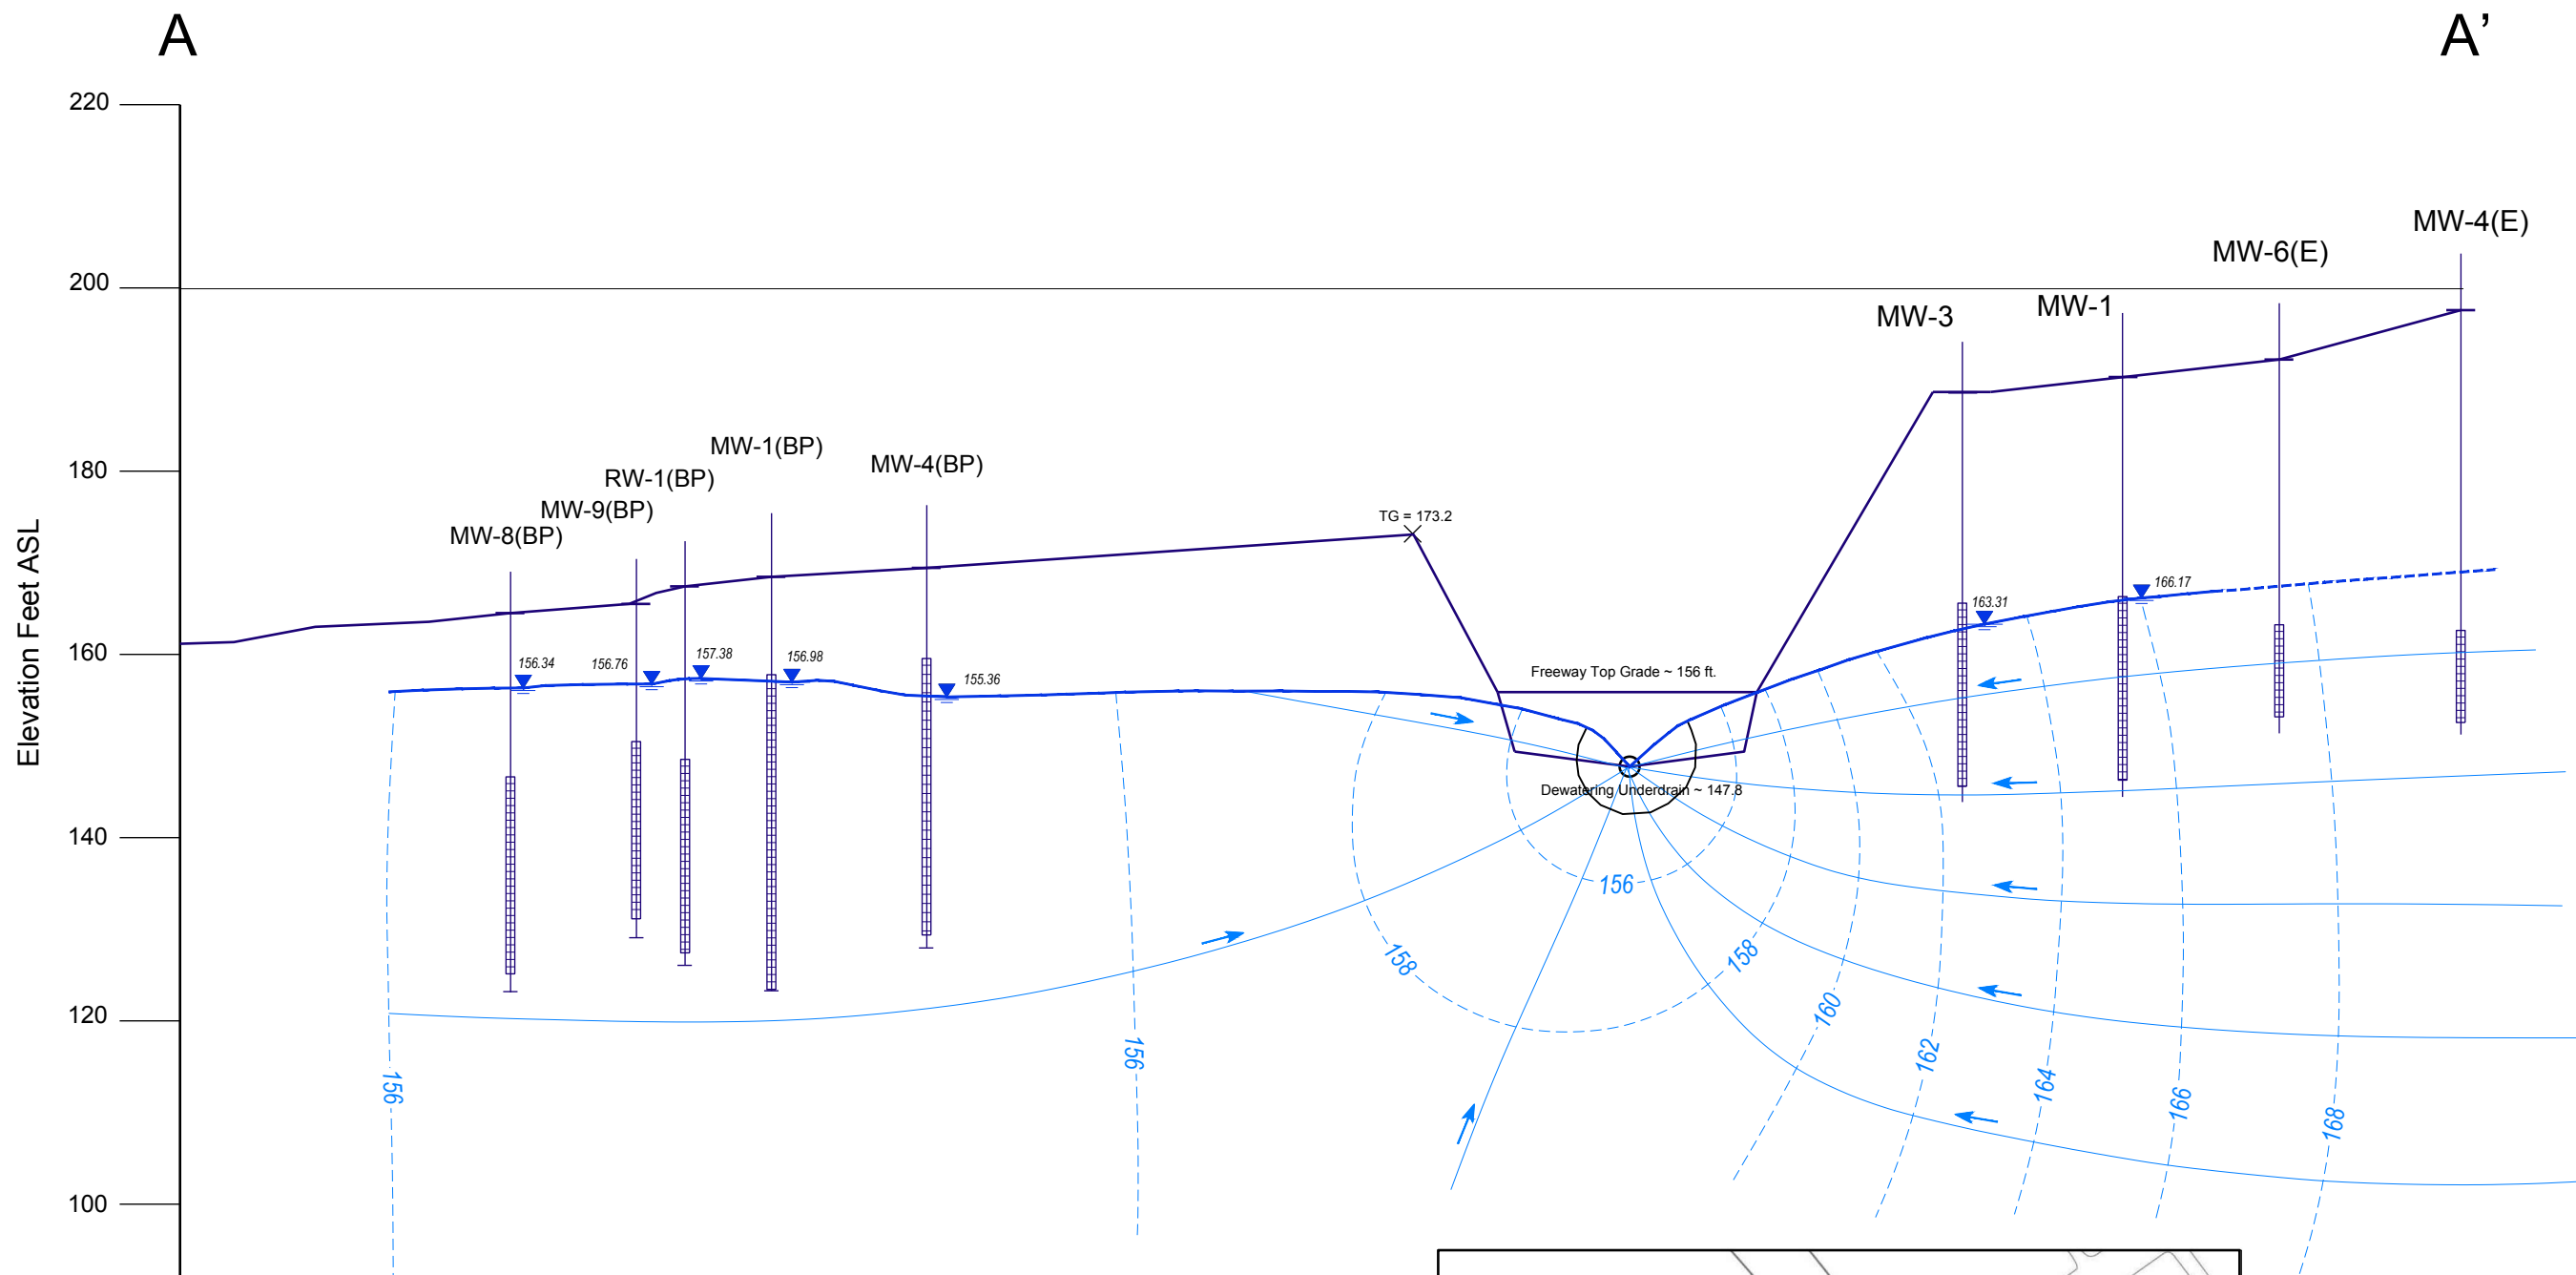 A
A’
220
200
180
160
140
120
100
Elevation Feet ASL
MW-4(E)
MW-6(E)
MW-1
MW-3
MW-1(BP)
MW-4(BP)
RW-1(BP)
MW-9(BP)
MW-8(BP)
TG = 173.2
166.17
163.31
157.38
156.98
156.76
156.34
155.36
Freeway Top Grade ~ 156 ft.
Dewatering Underdrain ~ 147.8
156
158
158
160
162
164
166
168
156
156